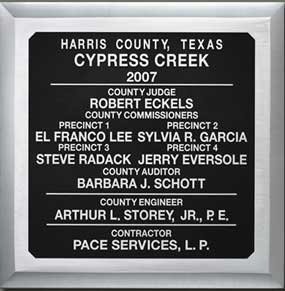 HARRIS COUNTY, TEXAS
CYPRESS CREEK
2007
COUNTY JUDGE
ROBERT ECKELS
COUNTY COMMISSIONERS
PRECINCT 1 PRECINCT 2
EL FRANCO LEE SYLVIA R. GARCIA
PRECINCT 3 PRECINCT 4
STEVE RADACK JERRY EVERSOLE
COUNTY AUDITOR
BARBARA J. SCHOTT
COUNTY ENGINEER
ARTHUR L. STOREY, JR., P. E.
CONTRACTOR
PACE SERVICES, L. P.